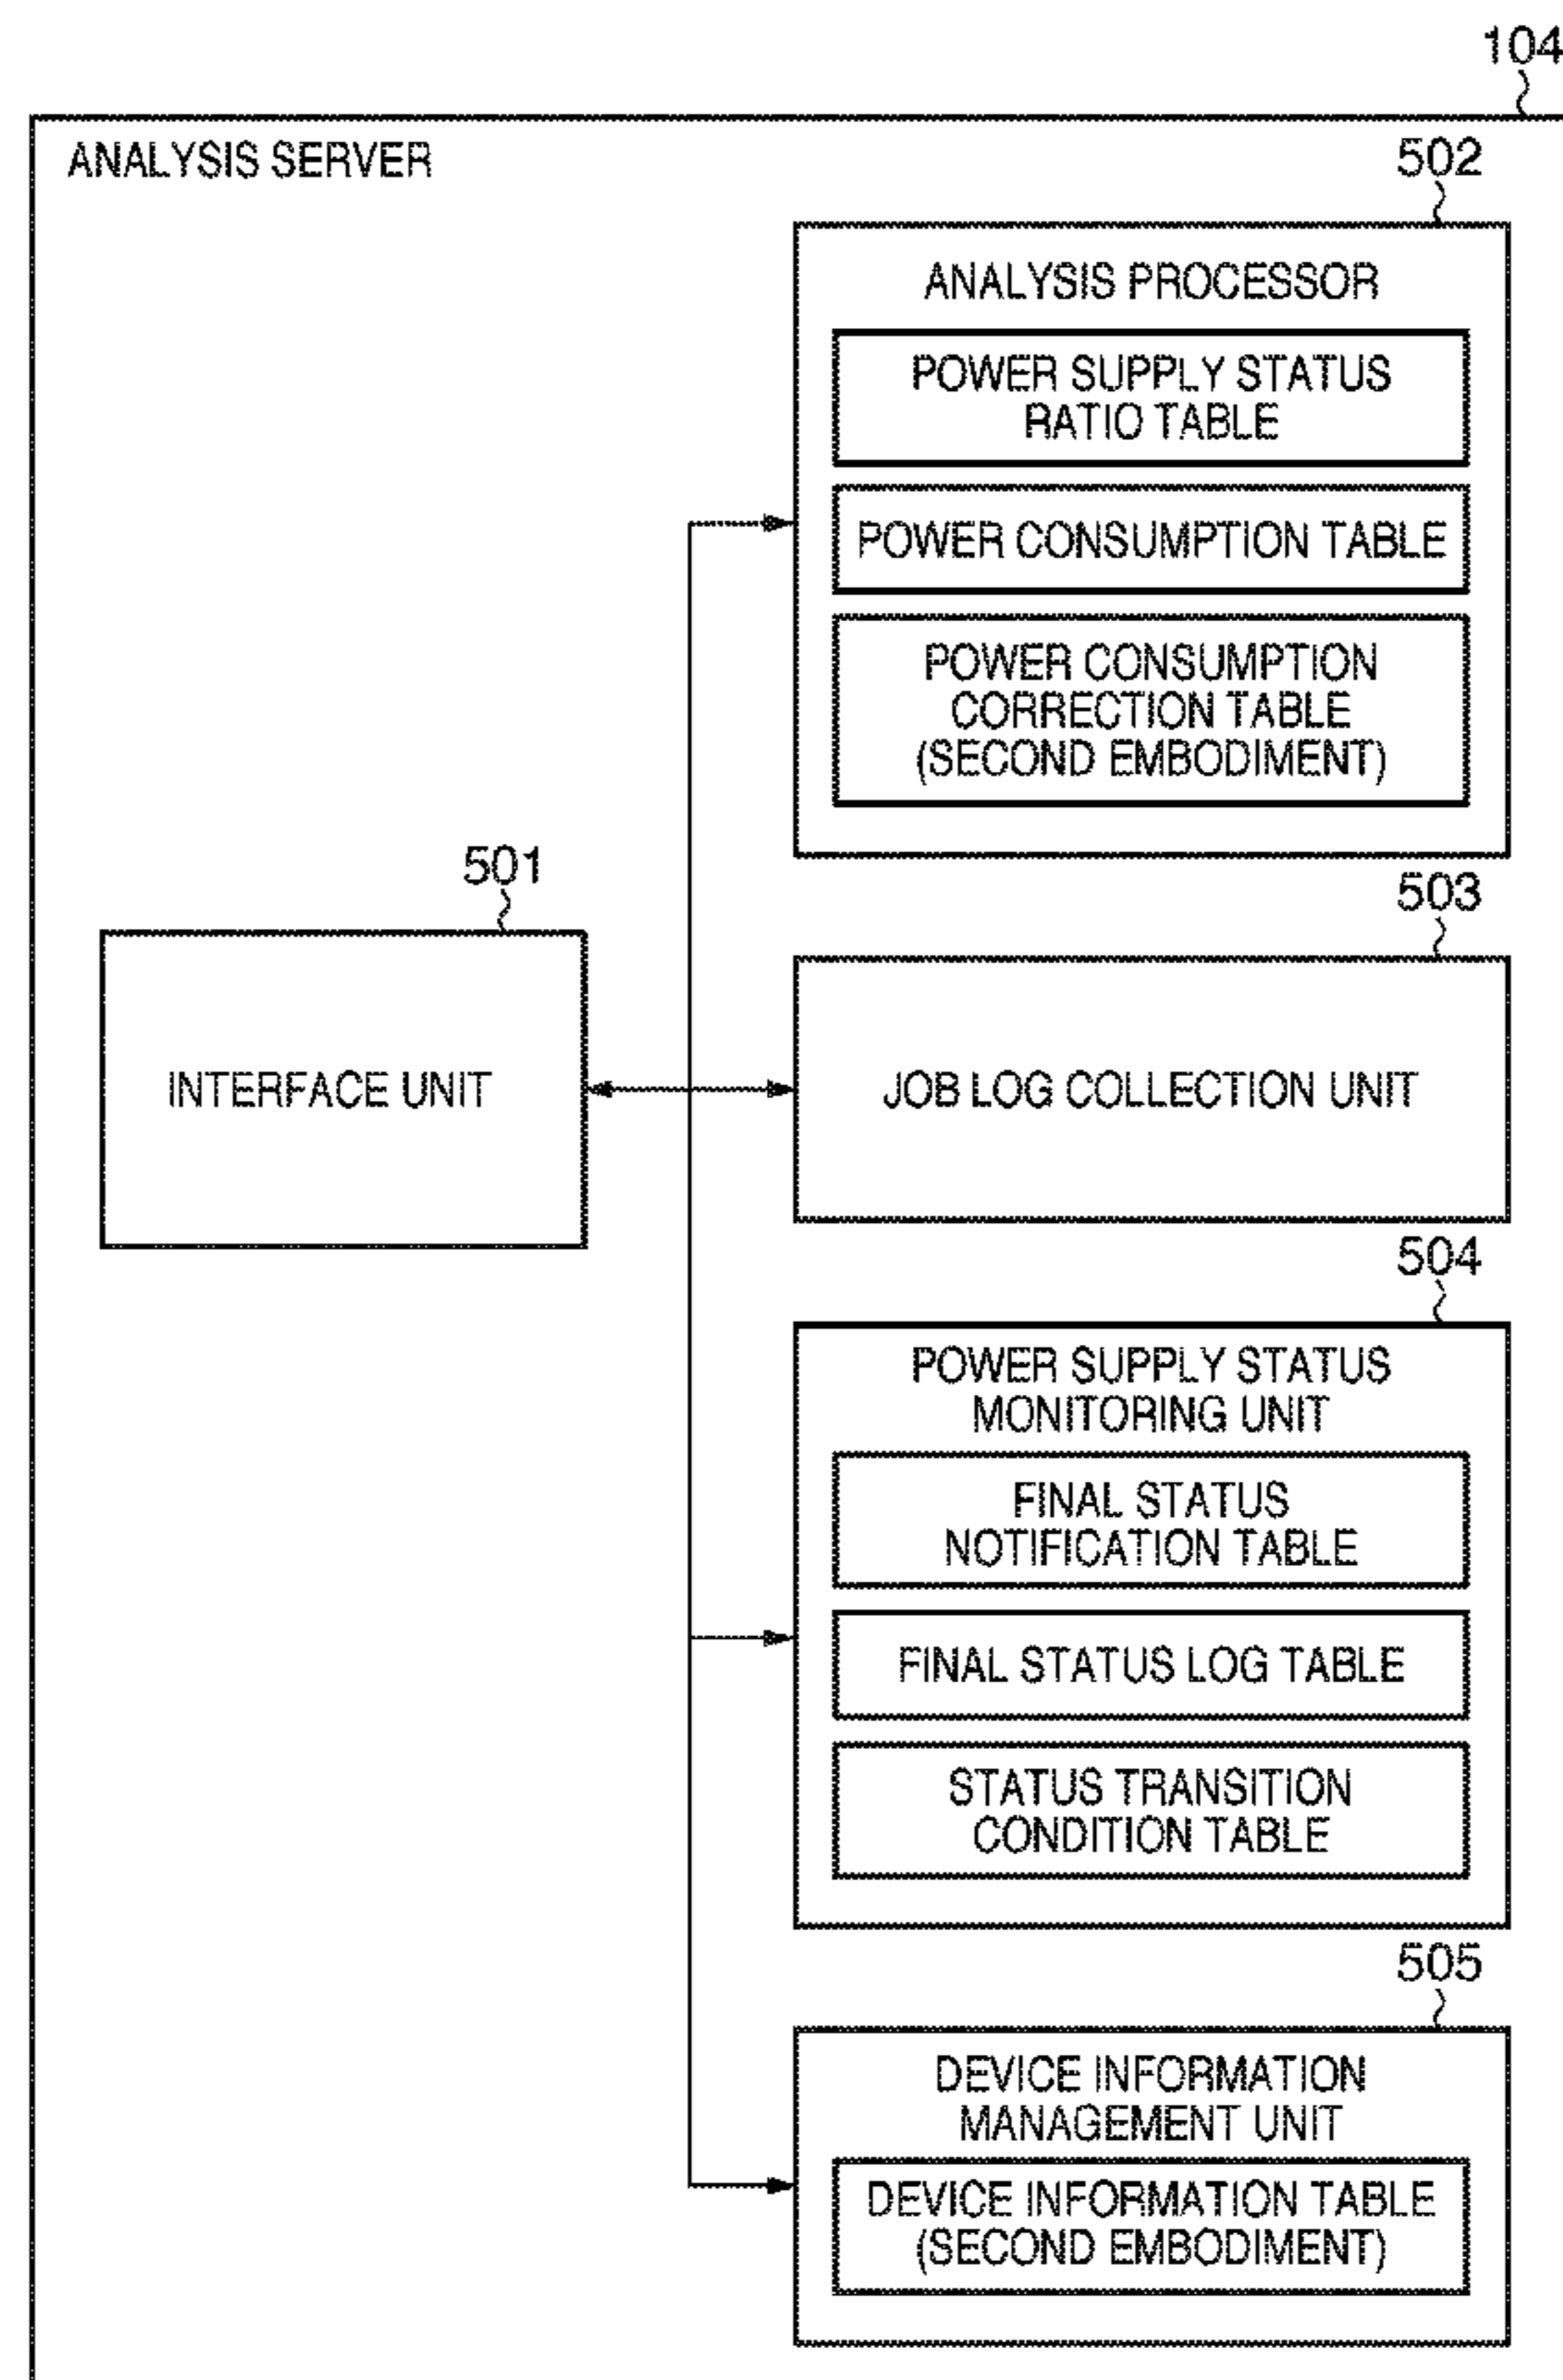 104
ANALYSIS SERVER
502
ANALYSIS PROCESSOR
POWER SUPPLY STATUS
RATIO TABLE
POWER CONSUMPTION TABLE
POWER CONSUMPTION
CORRECTION TABLE
(SECOND EMBODIMENT)
501
INTERFACE UNIT
503
JOB LOG COLLECTION UNIT
504
POWER SUPPLY STATUS
MONITORING UNIT
FINAL STATUS
NOTIFICATION TABLE
FINAL STATUS LOG TABLE
STATUS TRANSITION
CONDITION TABLE
505
DEVICE INFORMATION
MANAGEMENT UNIT
DEVICE INFORMATION TABLE
(SECOND EMBODIMENT)